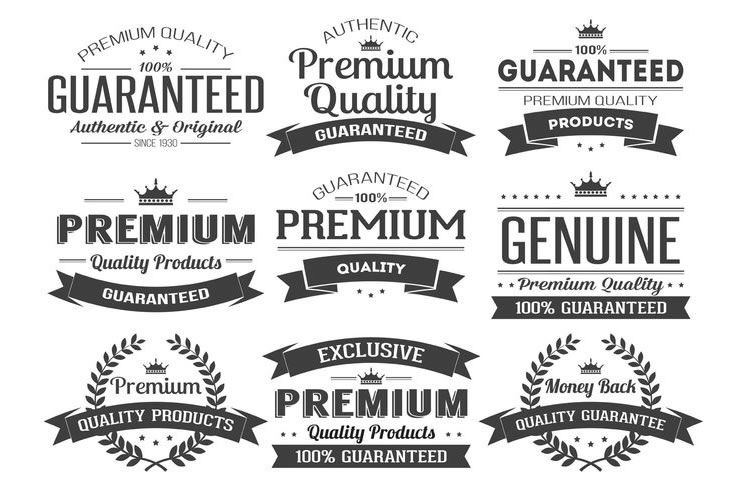 PREMIUM QUALITY
100%
GUARANTEED
Authentic & Original
SINCE 1930
AUTHENTIC
Premium
Quality
GUARANTEED
100%
GUARANTEED
PREMIUM QUALITY
PRODUCTS
PREMIUM
Quality Products
GUARANTEED
GUARANTEED
100%
PREMIUM
QUALITY
GENUINE
Premium Quality
100% GUARANTEED
Premium
QUALITY PRODUCTS
EXCLUSIVE
PREMIUM
Quality Products
100% GUARANTEED
Money Back
QUALITY GUARANTEE